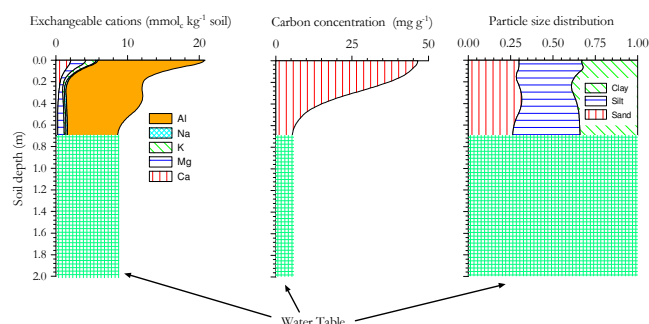 Exchangeable cations (mmolc kg-1 soil)
0 10 20
Soil depth (m)
0.0
0.2
0.4
0.6
0.8
1.0
1.2
1.4
1.6
1.8
2.0
Al
Na
K
Mg
Ca
Carbon concentration (mg g-1)
0 25 50
Particle size distribution
0.00 0.25 0.50 0.75 1.00
Clay
Silt
Sand
Water Table